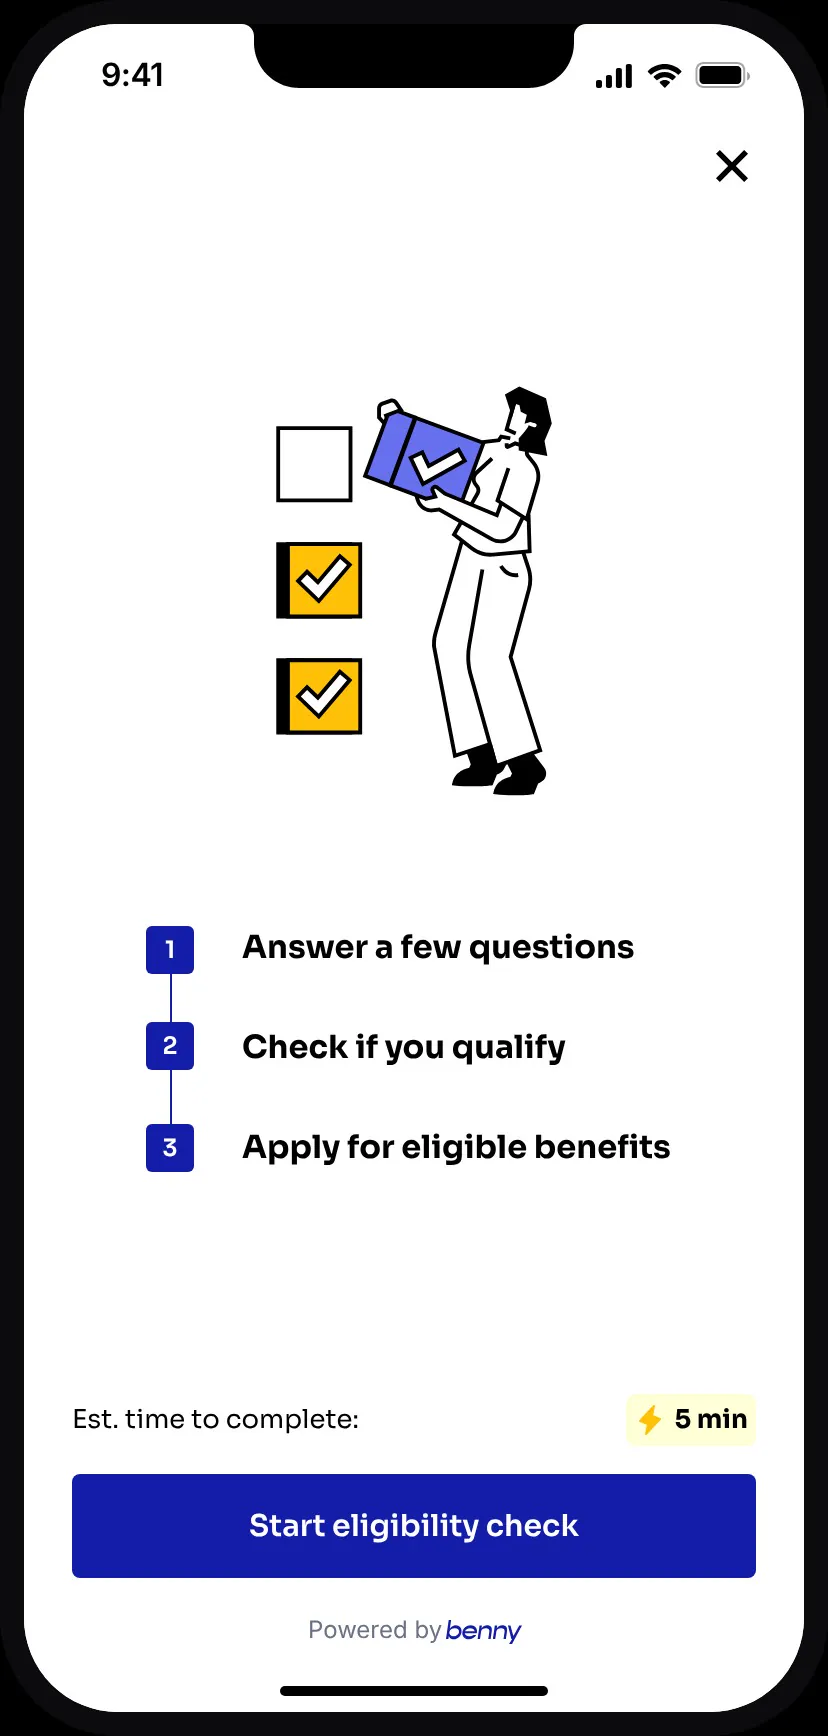 9:41
1 Answer a few questions
2 Check if you qualify
3 Apply for eligible benefits
Est. time to complete: 5 min
Start eligibility check
Powered by benny